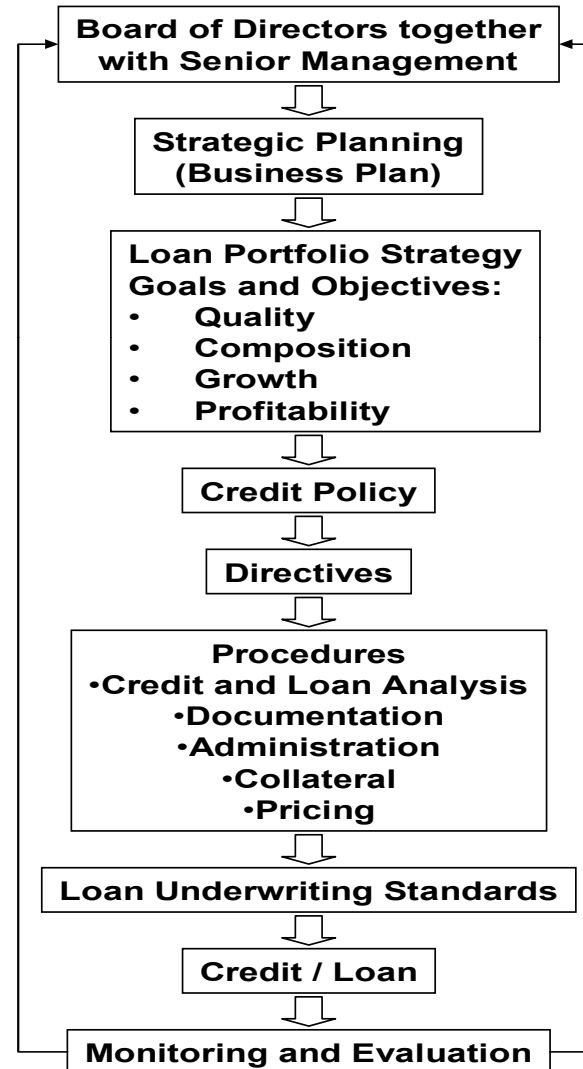 Board of Directors together
with Senior Management
Strategic Planning
(Business Plan)
Loan Portfolio Strategy
Goals and Objectives:
• Quality
• Composition
• Growth
• Profitability
Credit Policy
Directives
Procedures
•Credit and Loan Analysis
•Documentation
•Administration
•Collateral
•Pricing
Loan Underwriting Standards
Credit / Loan
Monitoring and Evaluation